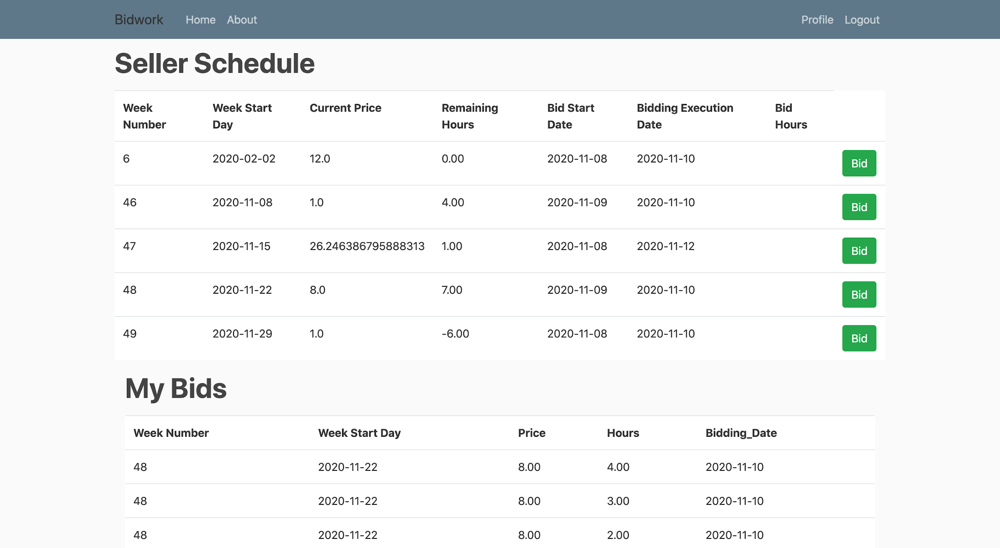 Bidwork Home About Profile Logout
Seller Schedule
Week Number Week Start Day Current Price Remaining Hours Bid Start Date Bidding Execution Date Bid Hours
6 2020-02-02 12.0 0.00 2020-11-08 2020-11-10 Bid
46 2020-11-08 1.0 4.00 2020-11-09 2020-11-10 Bid
47 2020-11-15 26.246386795888313 1.00 2020-11-08 2020-11-12 Bid
48 2020-11-22 8.0 7.00 2020-11-09 2020-11-10 Bid
49 2020-11-29 1.0 -6.00 2020-11-08 2020-11-10 Bid
My Bids
Week Number Week Start Day Price Hours Bidding_Date
48 2020-11-22 8.00 4.00 2020-11-10
48 2020-11-22 8.00 3.00 2020-11-10
48 2020-11-22 8.00 2.00 2020-11-10